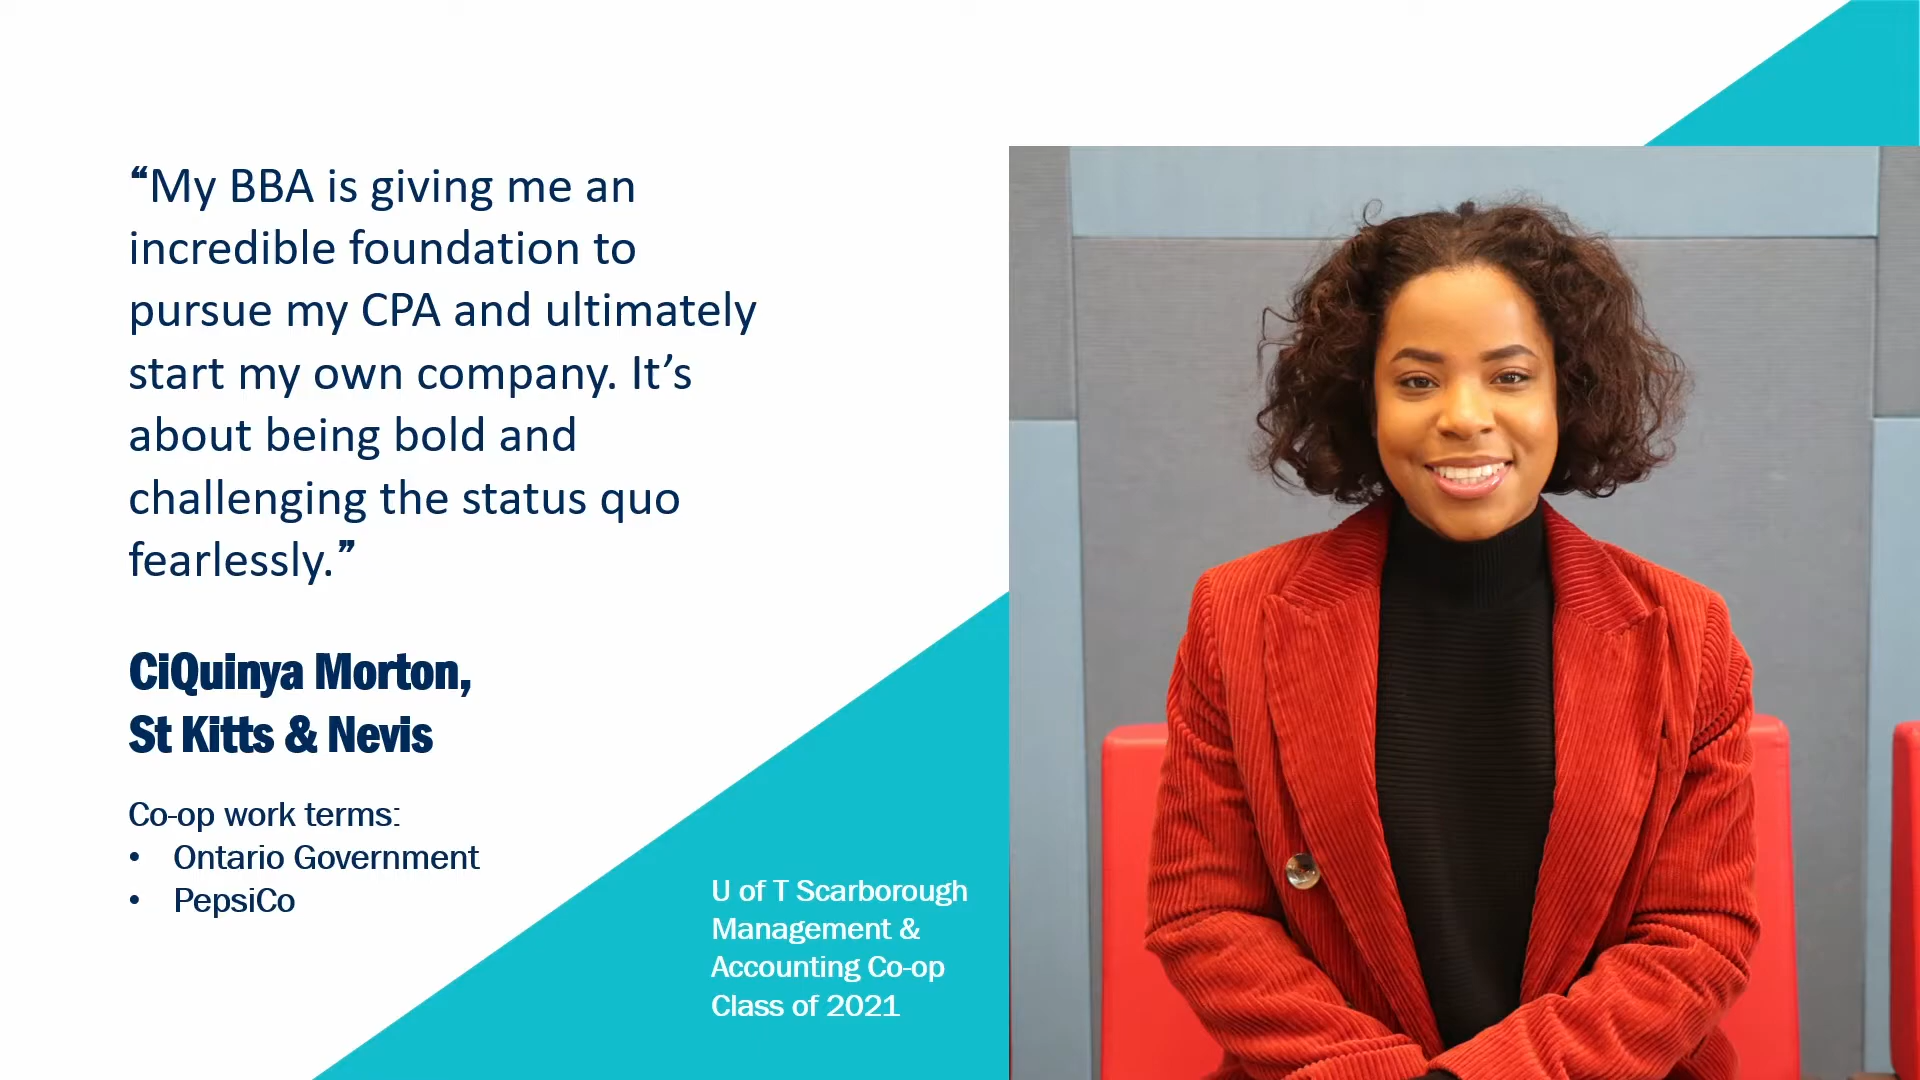 “My BBA is giving me an
incredible foundation to
pursue my CPA and ultimately
start my own company. It’s
about being bold and
challenging the status quo
fearlessly.”
CiQuinya Morton,
St Kitts & Nevis
Co-op work terms:
• Ontario Government
• PepsiCo
U of T Scarborough
Management &
Accounting Co-op
Class of 2021